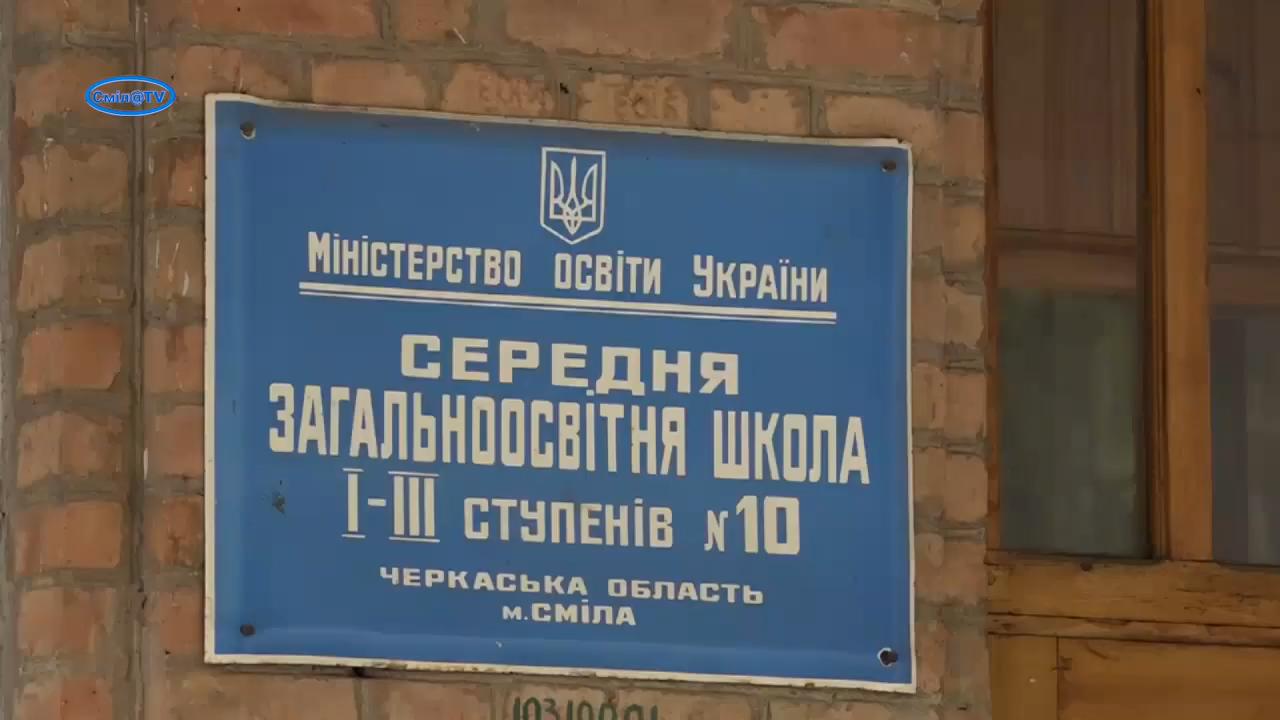 Сміл@TV
Міністерство освіти України
СЕРЕДНЯ
ЗАГАЛЬНООСВІТНЯ ШКОЛА
I-III СТУПЕНІВ №10
ЧЕРКАСЬКА ОБЛАСТЬ
м.СМІЛА